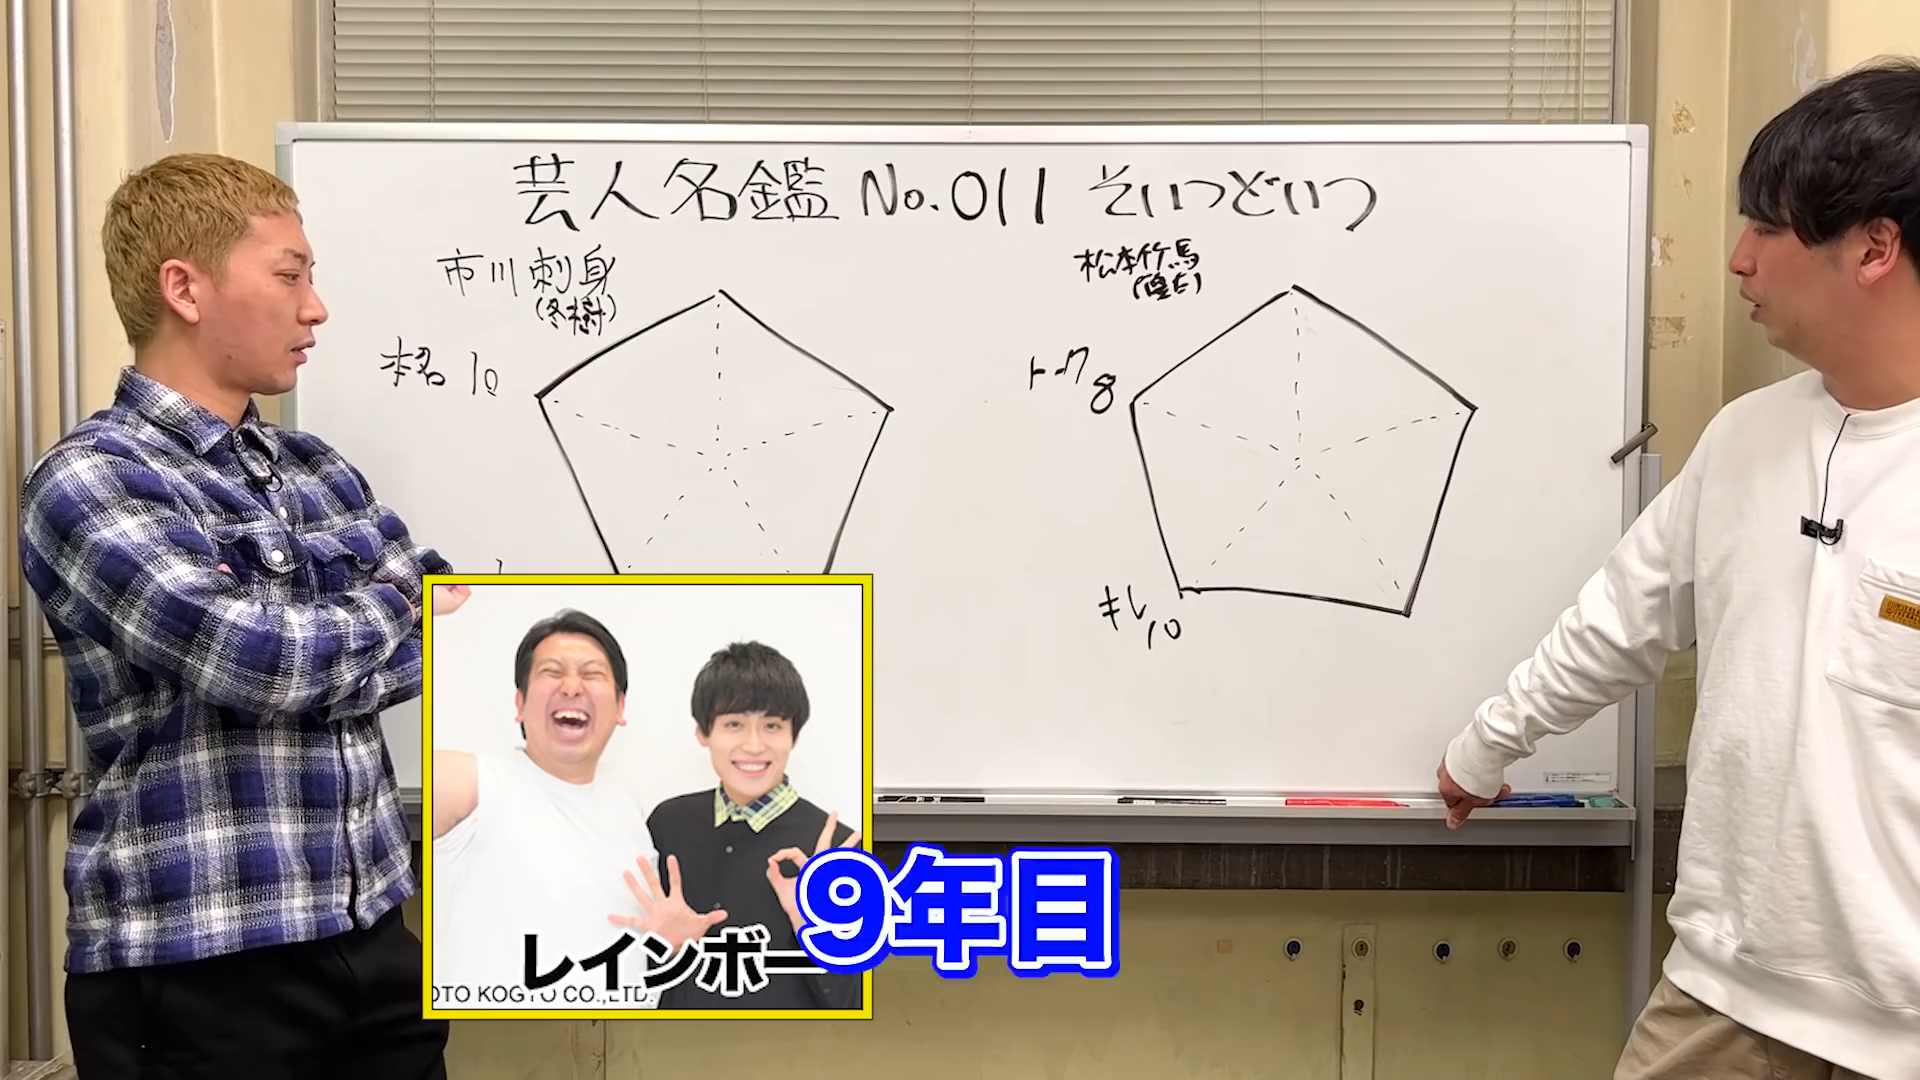 芸人名鑑 No.011 そいつどいつ
市川刺身
(冬樹)
松本竹馬
本名 10
トーク 8
キレ 10
9年目
レインボー
OTO KOGYO CO.,LTD.